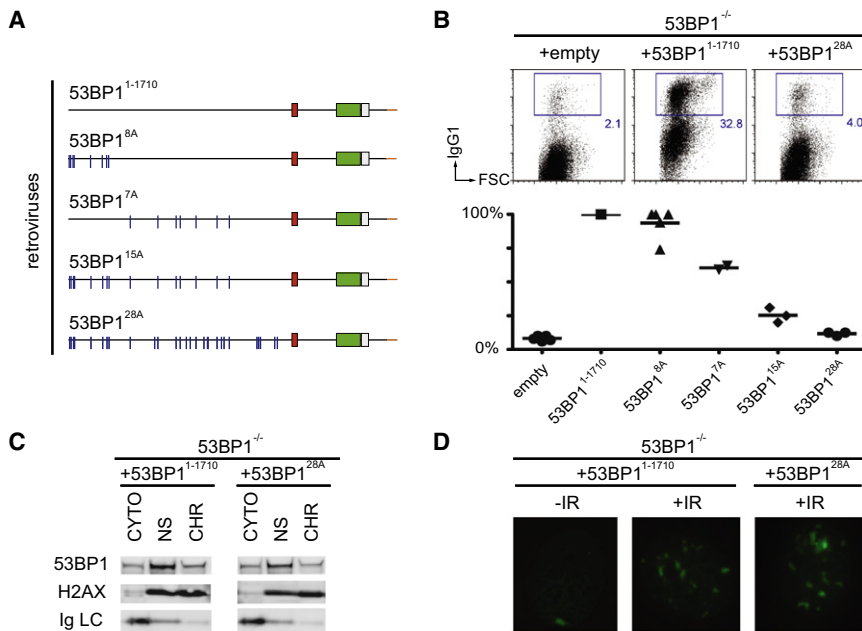 A
retroviruses
53BP1^1-1710
53BP1^8A
53BP1^7A
53BP1^15A
53BP1^28A
B
53BP1^-/-
+empty +53BP1^1-1710 +53BP1^28A
2.1 32.8 4.0
IgG1
FSC
100%
0%
empty 53BP1^1-1710 53BP1^8A 53BP1^7A 53BP1^15A 53BP1^28A
C
53BP1^-/-
+53BP1^1-1710 +53BP1^28A
CYTO NS CHR CYTO NS CHR
53BP1
H2AX
Ig LC
D
53BP1^-/-
+53BP1^1-1710 +53BP1^28A
-IR +IR +IR